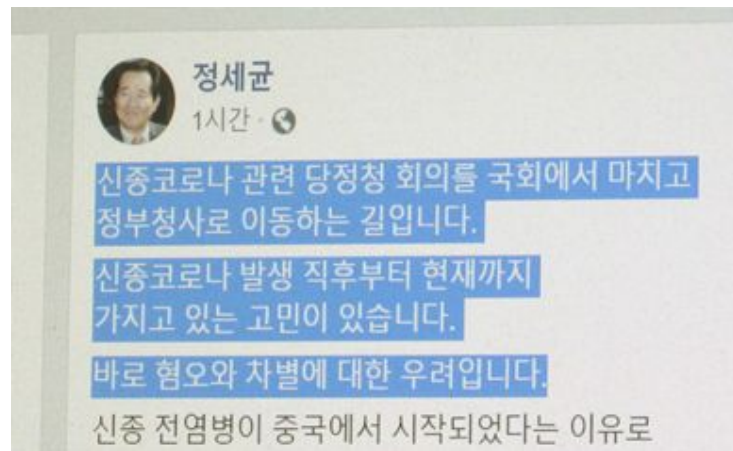 정세균
1시간 ·
신종코로나 관련 당정청 회의를 국회에서 마치고
정부청사로 이동하는 길입니다.
신종코로나 발생 직후부터 현재까지
가지고 있는 고민이 있습니다.
바로 혐오와 차별에 대한 우려입니다.
신종 전염병이 중국에서 시작되었다는 이유로